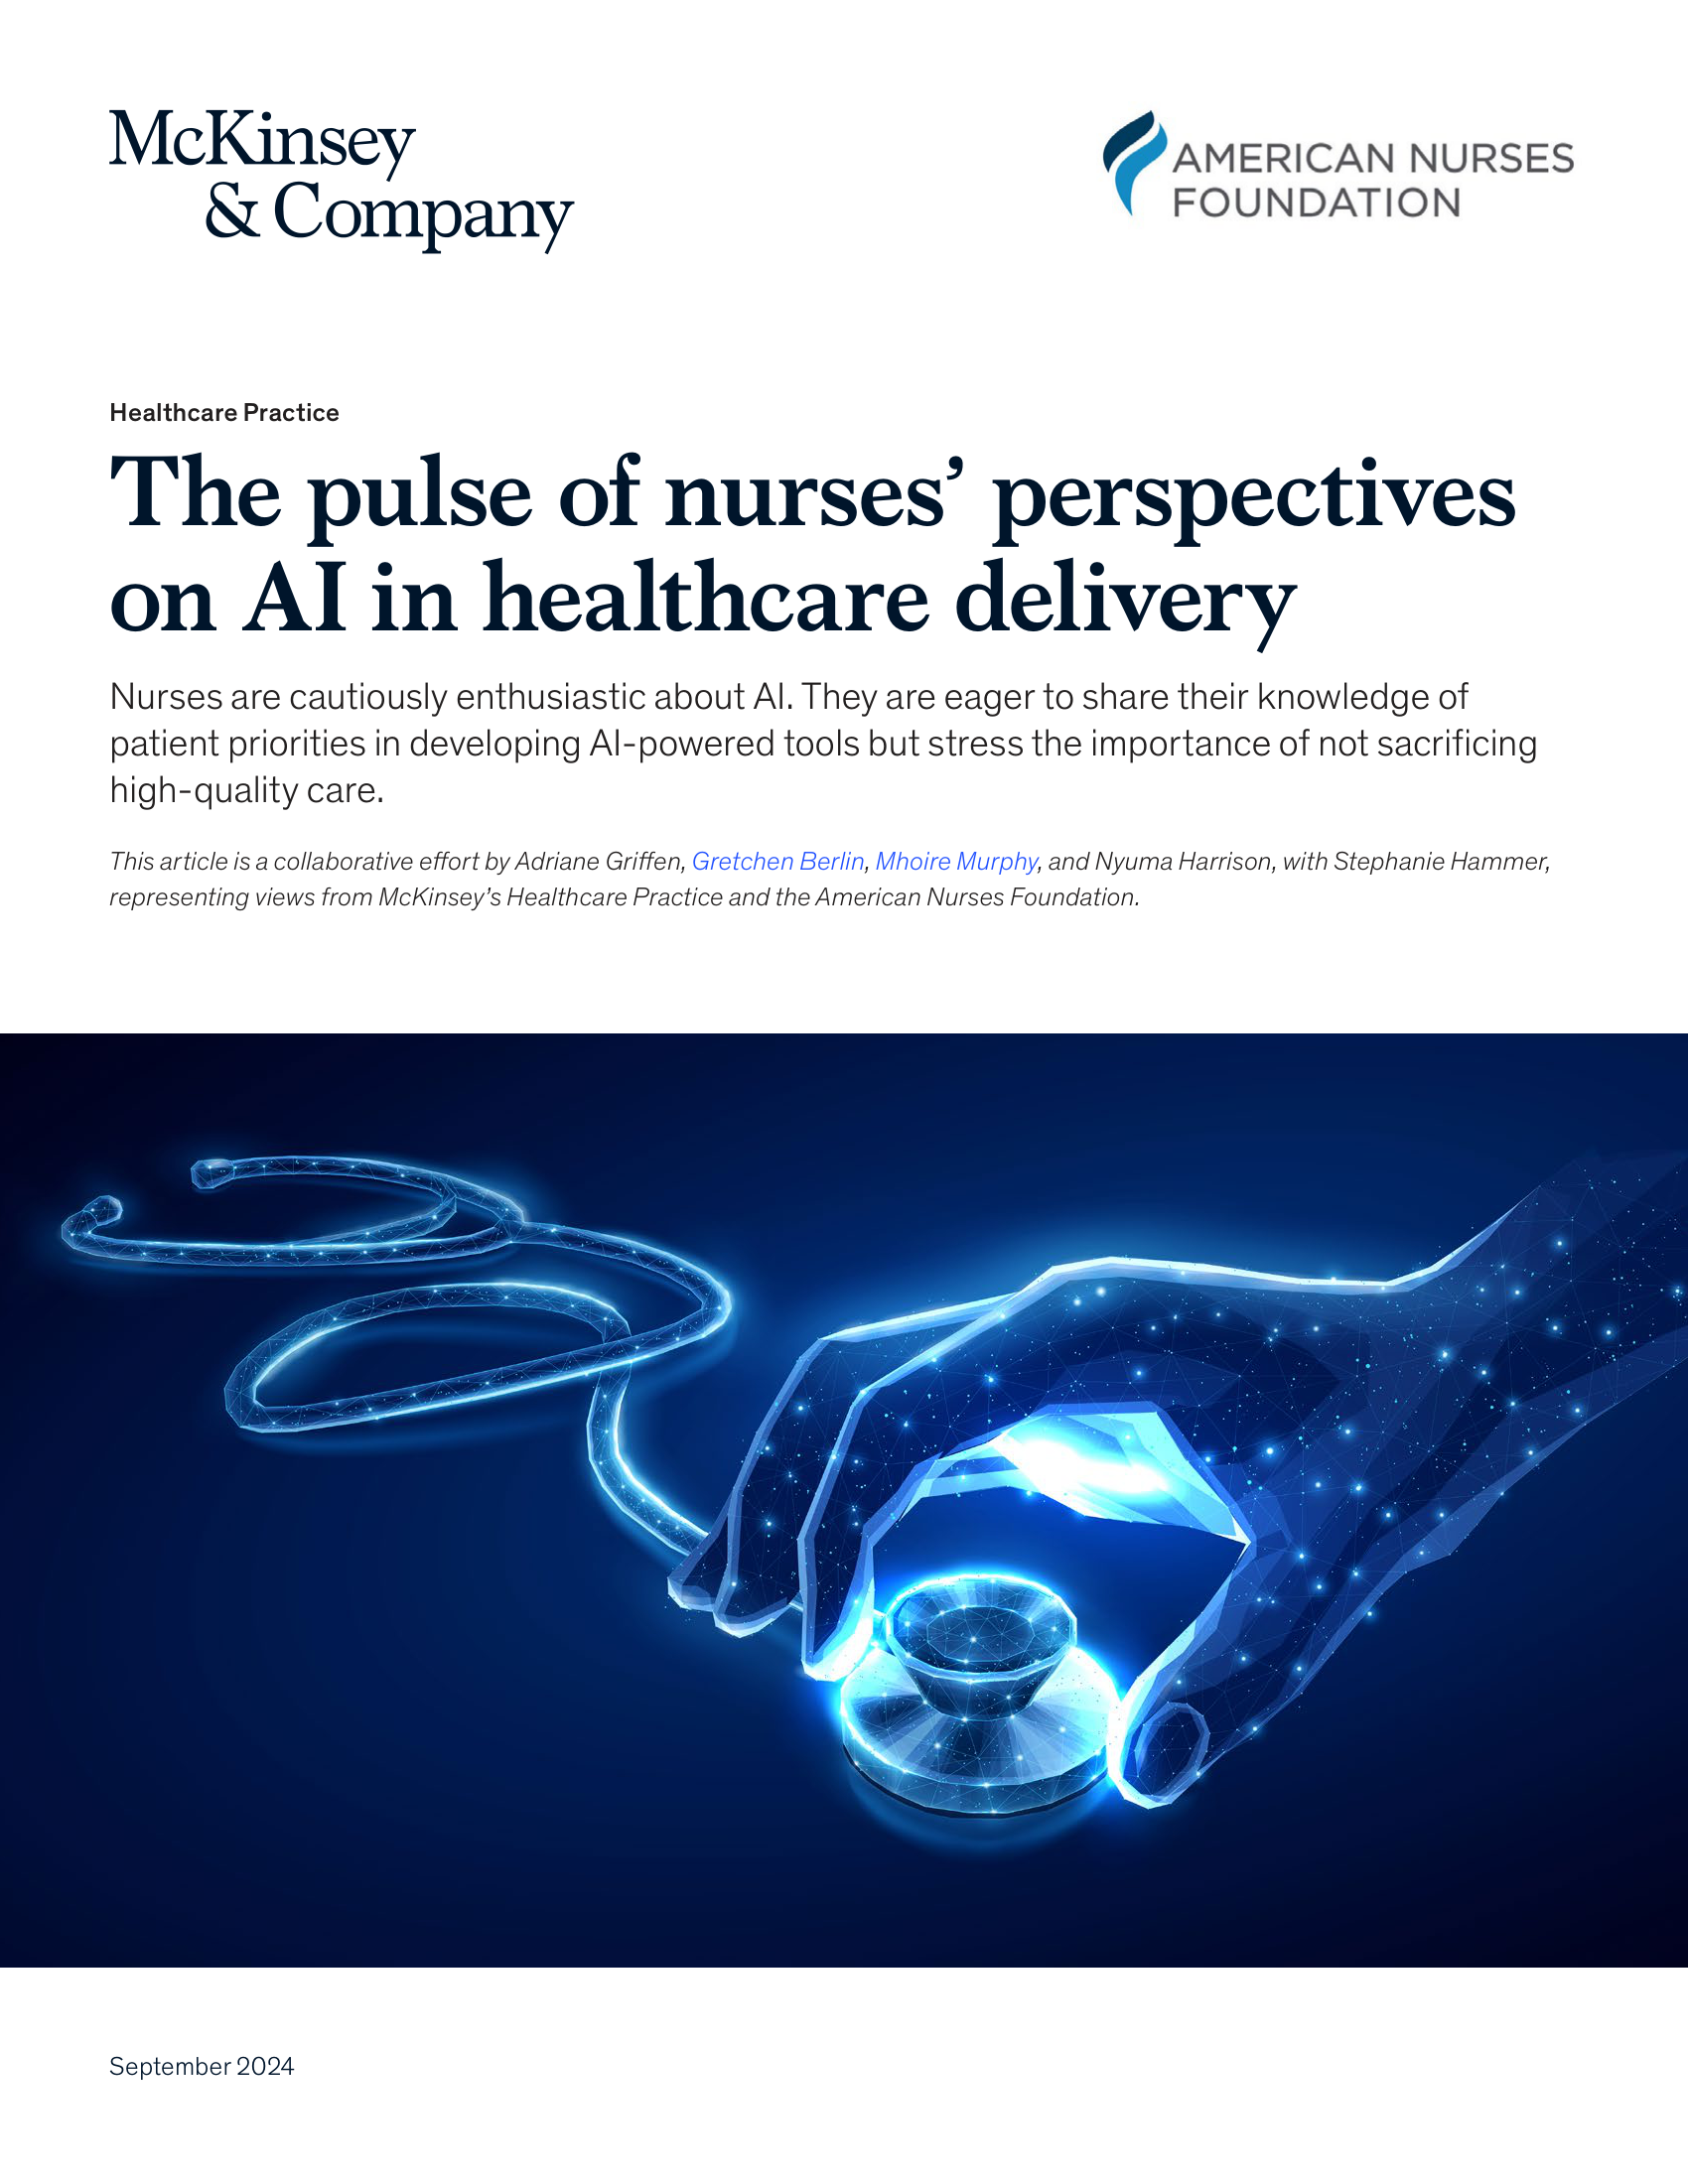 McKinsey
& Company
AMERICAN NURSES
FOUNDATION
Healthcare Practice
The pulse of nurses’ perspectives
on AI in healthcare delivery
Nurses are cautiously enthusiastic about AI. They are eager to share their knowledge of
patient priorities in developing AI-powered tools but stress the importance of not sacrificing
high-quality care.
This article is a collaborative effort by Adriane Griffen, Gretchen Berlin, Mhoire Murphy, and Nyuma Harrison, with Stephanie Hammer,
representing views from McKinsey’s Healthcare Practice and the American Nurses Foundation.
September 2024